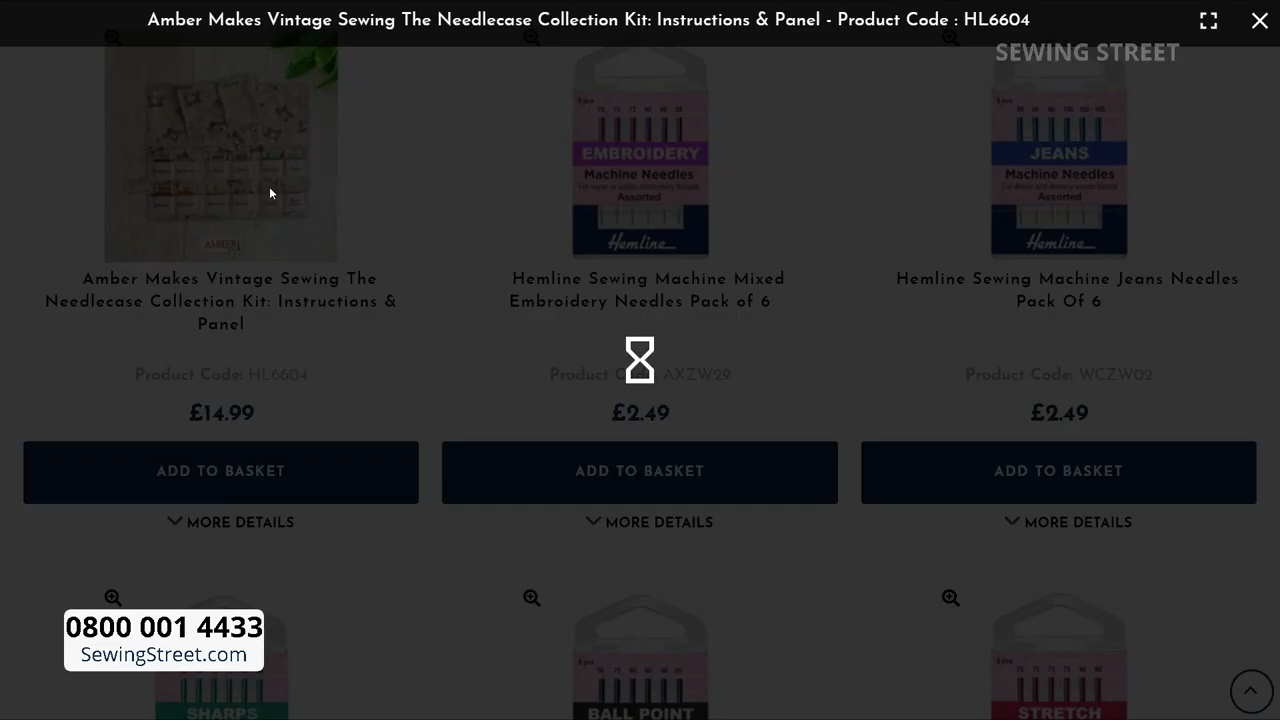 Amber Makes Vintage Sewing The Needlecase Collection Kit: Instructions & Panel - Product Code : HL6604
SEWING STREET
EMBROIDERY
Machine Needles
Assorted
Hemline
JEANS
Machine Needles
Assorted
Hemline
Amber Makes Vintage Sewing The
Needlecase Collection Kit: Instructions &
Panel
Hemline Sewing Machine Mixed
Embroidery Needles Pack of 6
Hemline Sewing Machine Jeans Needles
Pack Of 6
Product Code: HL6604
Product Code: AXZW29
Product Code: WCZW02
£14.99
£2.49
£2.49
ADD TO BASKET
ADD TO BASKET
ADD TO BASKET
MORE DETAILS
MORE DETAILS
MORE DETAILS
0800 001 4433
SewingStreet.com
SHARPS
BALL POINT
STRETCH